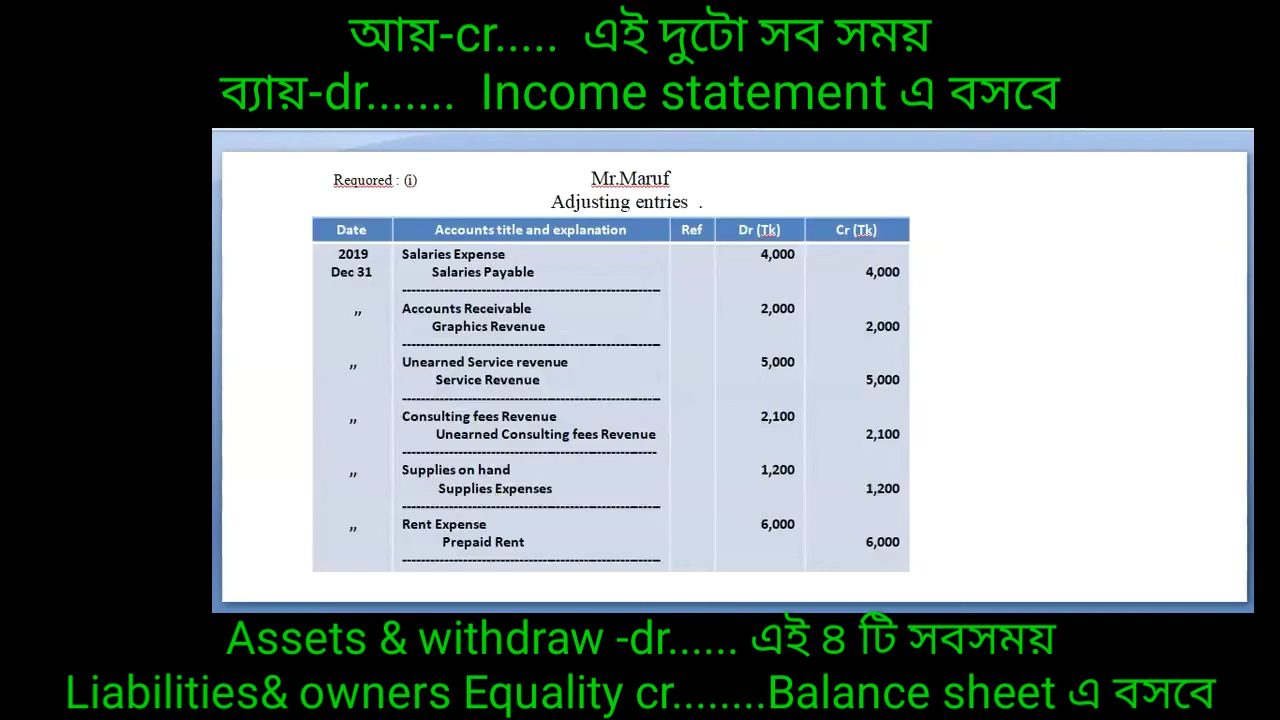 আয়-cr.....  এই দুটো সব সময়
ব্যায়-dr.......  Income statement এ বসবে
Requored : (i)
Mr.Maruf
Adjusting entries .
Date Accounts title and explanation Ref Dr (Tk) Cr (Tk)
2019 Salaries Expense 4,000
Dec 31 Salaries Payable 4,000
-------------------------------------------------------
,, Accounts Receivable 2,000
Graphics Revenue 2,000
-------------------------------------------------------
,, Unearned Service revenue 5,000
Service Revenue 5,000
-------------------------------------------------------
,, Consulting fees Revenue 2,100
Unearned Consulting fees Revenue 2,100
-------------------------------------------------------
,, Supplies on hand 1,200
Supplies Expenses 1,200
-------------------------------------------------------
,, Rent Expense 6,000
Prepaid Rent 6,000
-------------------------------------------------------
Assets & withdraw -dr...... এই ৪ টি সবসময়
Liabilities& owners Equality cr........Balance sheet এ বসবে